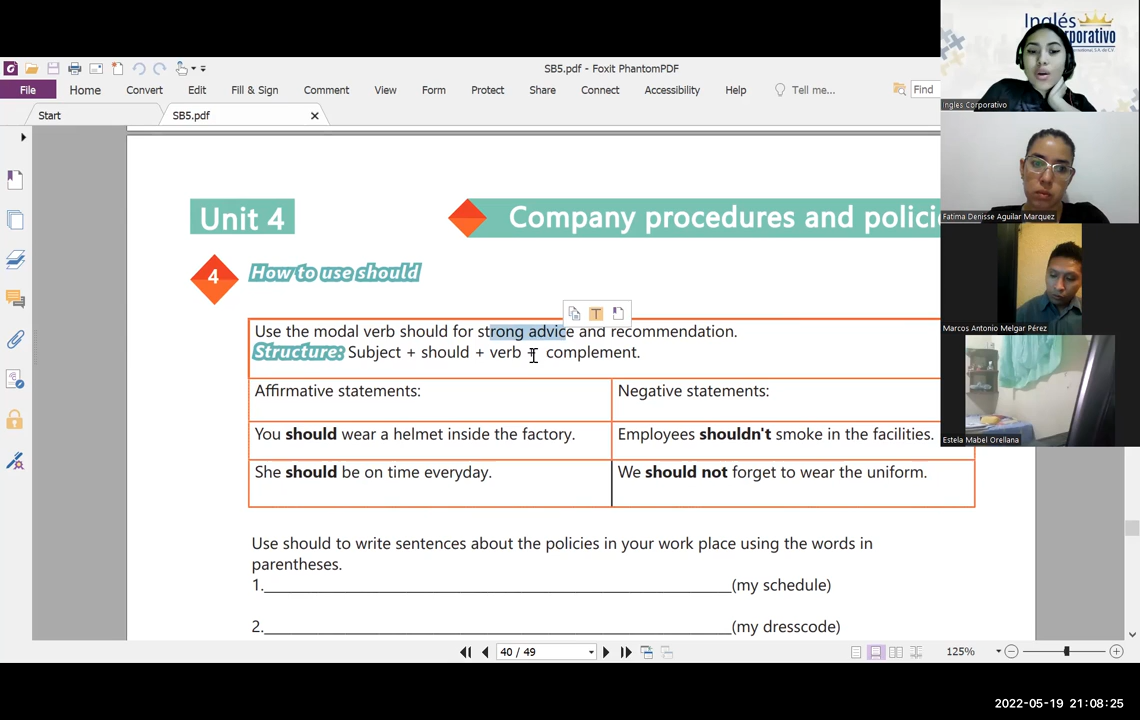 SB5.pdf - Foxit PhantomPDF
File Home Convert Edit Fill & Sign Comment View Form Protect Share Connect Accessibility Help Tell me... Find
Start SB5.pdf
Unit 4
Company procedures and polici
4 How to use should
Use the modal verb should for strong advice and recommendation.
Structure: Subject + should + verb + complement.
Affirmative statements: Negative statements:
You should wear a helmet inside the factory. Employees shouldn't smoke in the facilities.
She should be on time everyday. We should not forget to wear the uniform.
Use should to write sentences about the policies in your work place using the words in
parentheses.
1.______________________(my schedule)
2.______________________(my dresscode)
40 / 49
125%
Inglés
Corporativo
Inglés Corporativo
Fatima Denisse Aguilar Marquez
Marcos Antonio Melgar Pérez
Estela Mabel Orellana
2022-05-19 21:08:25